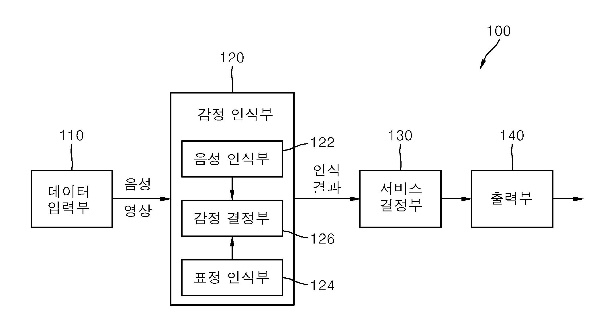 100
120
감정 인식부
110
122
음성 인식부
130
140
데이터
입력부
음성
영상
감정 결정부
126
인식
결과
서비스
결정부
출력부
표정 인식부
124